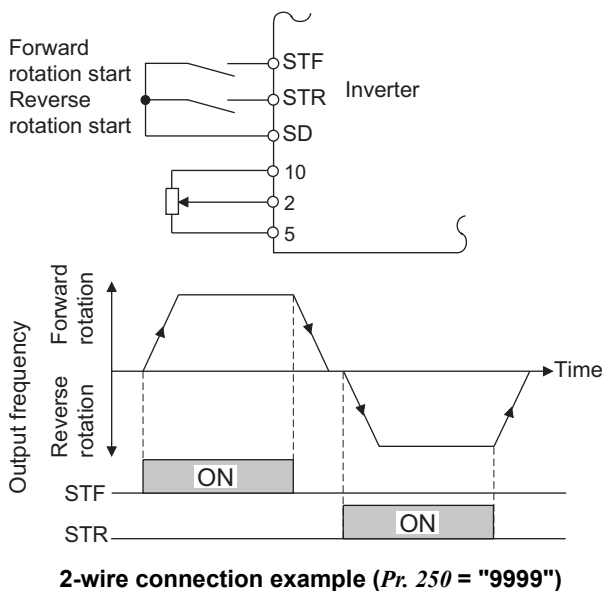 Forward
rotation start
Reverse
rotation start
STF
STR
Inverter
SD
10
2
5
Output frequency
Forward
rotation
Reverse
rotation
Time
ON
STF
ON
STR
2-wire connection example (Pr. 250 = "9999")